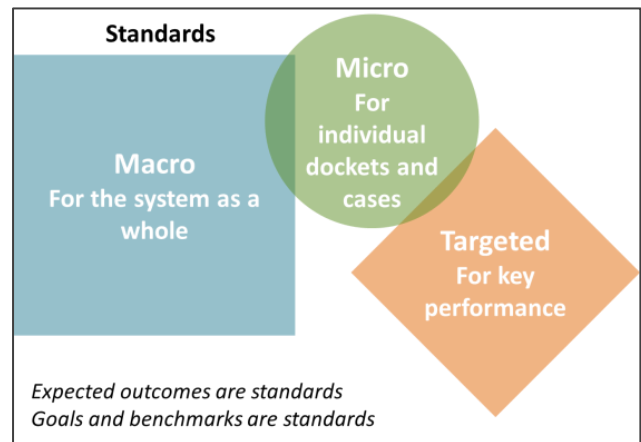 Standards
Micro
For
individual
dockets and
cases
Macro
For the system as a
whole
Targeted
For key
performance
Expected outcomes are standards
Goals and benchmarks are standards